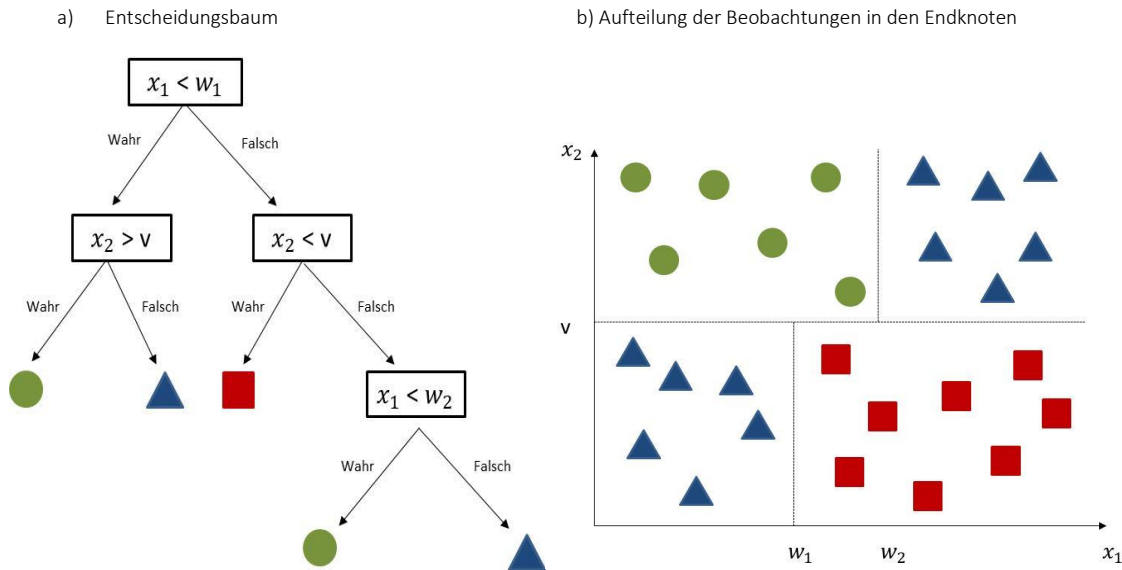 a) Entscheidungsbaum
x₁ < w₁
Wahr
Falsch
x₂ > v
x₂ < v
Wahr
Falsch
Wahr
Falsch
x₁ < w₂
Wahr
Falsch
b) Aufteilung der Beobachtungen in den Endknoten
x₂
v
w₁
w₂
x₁